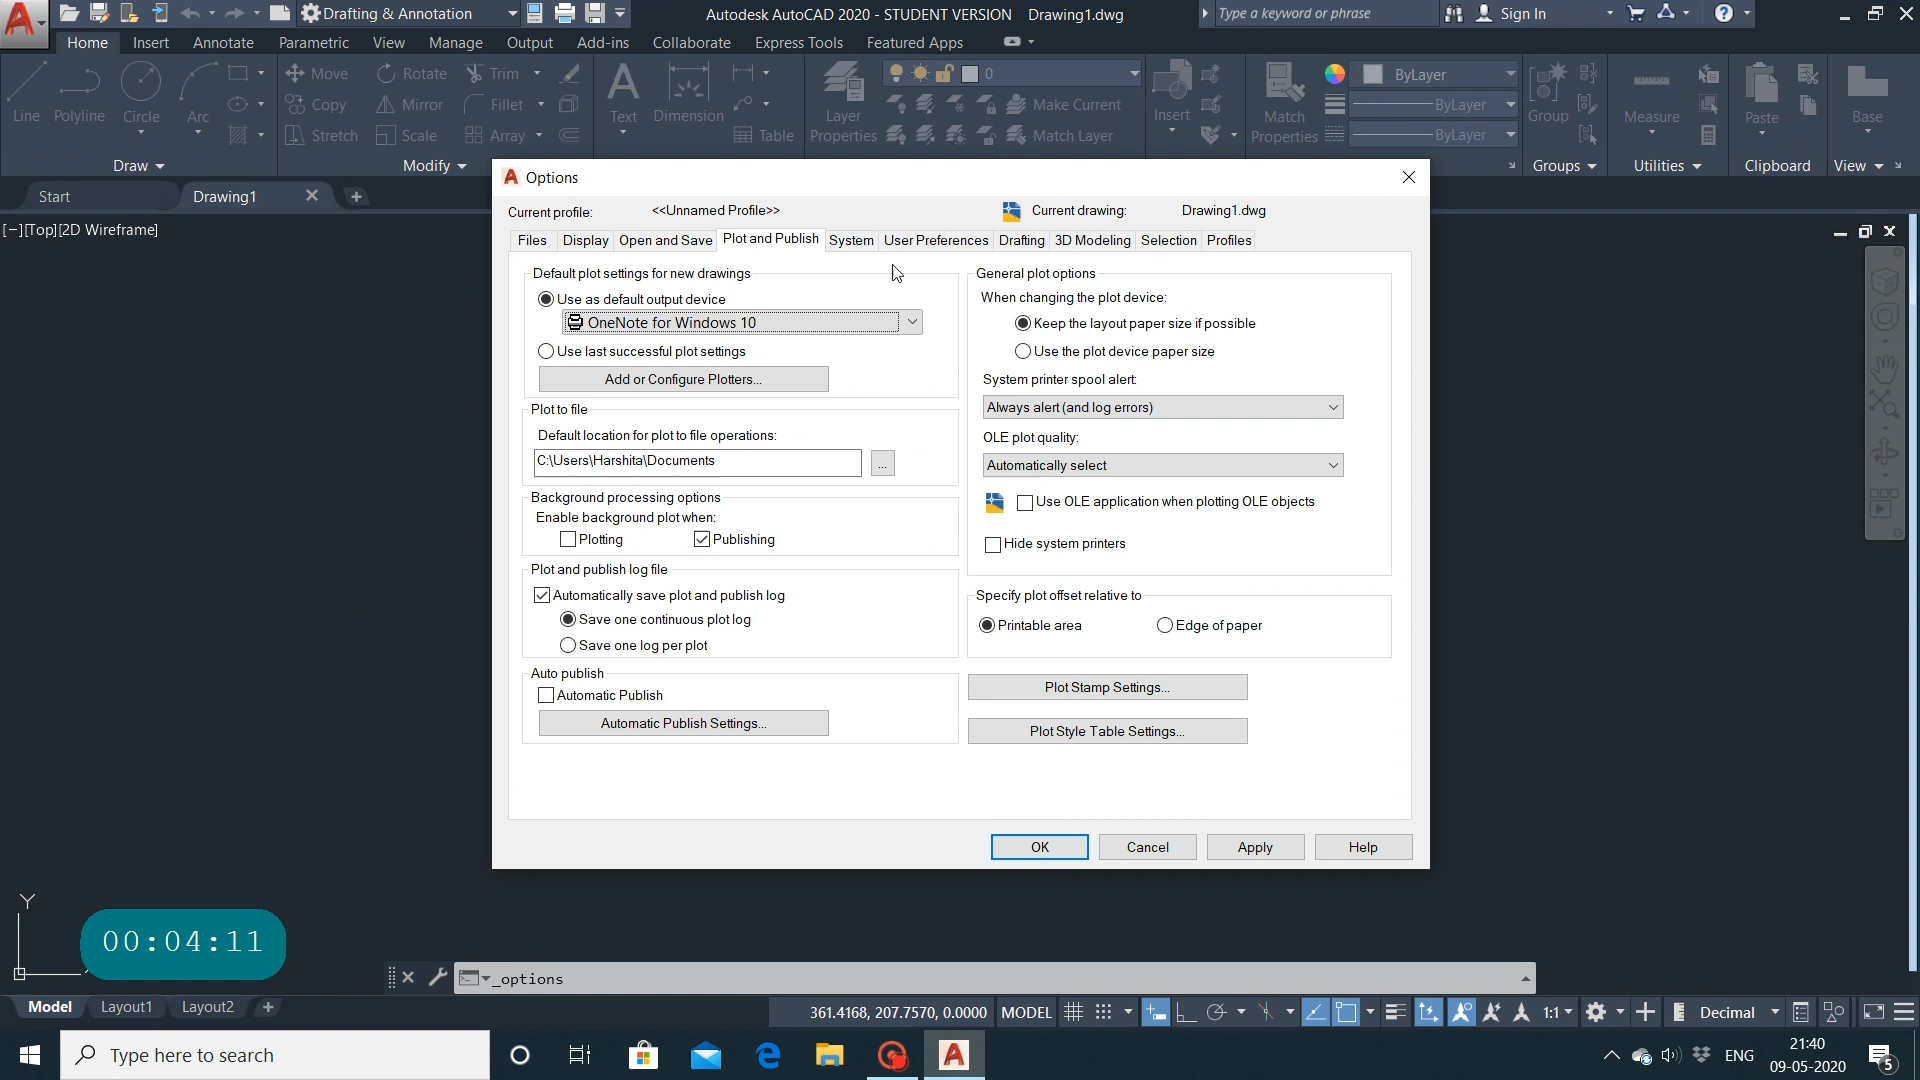 Drafting & Annotation
Autodesk AutoCAD 2020 - STUDENT VERSION Drawing1.dwg
Type a keyword or phrase
Sign In
Home Insert Annotate Parametric View Manage Output Add-ins Collaborate Express Tools Featured Apps
Line Polyline Circle Arc
Move Rotate Trim
Copy Mirror Fillet
Stretch Scale Array
Text Dimension Table
Layer Properties
0
Make Current
Match Layer
Insert
Match Properties
ByLayer
ByLayer
ByLayer
Group
Measure
Paste
Base
Draw Modify Groups Utilities Clipboard View
Start Drawing1
[−][Top][2D Wireframe]
Options
Current profile: <<Unnamed Profile>> Current drawing: Drawing1.dwg
Files Display Open and Save Plot and Publish System User Preferences Drafting 3D Modeling Selection Profiles
Default plot settings for new drawings
Use as default output device
OneNote for Windows 10
Use last successful plot settings
Add or Configure Plotters...
Plot to file
Default location for plot to file operations:
C:\Users\Harshita\Documents
...
Background processing options
Enable background plot when:
Plotting Publishing
Plot and publish log file
Automatically save plot and publish log
Save one continuous plot log
Save one log per plot
Auto publish
Automatic Publish
Automatic Publish Settings...
General plot options
When changing the plot device:
Keep the layout paper size if possible
Use the plot device paper size
System printer spool alert:
Always alert (and log errors)
OLE plot quality:
Automatically select
Use OLE application when plotting OLE objects
Hide system printers
Specify plot offset relative to
Printable area Edge of paper
Plot Stamp Settings...
Plot Style Table Settings...
OK Cancel Apply Help
Y
00:04:11
_options
Model Layout1 Layout2
361.4168, 207.7570, 0.0000 MODEL 1:1 Decimal
Type here to search
ENG
21:40
09-05-2020
5